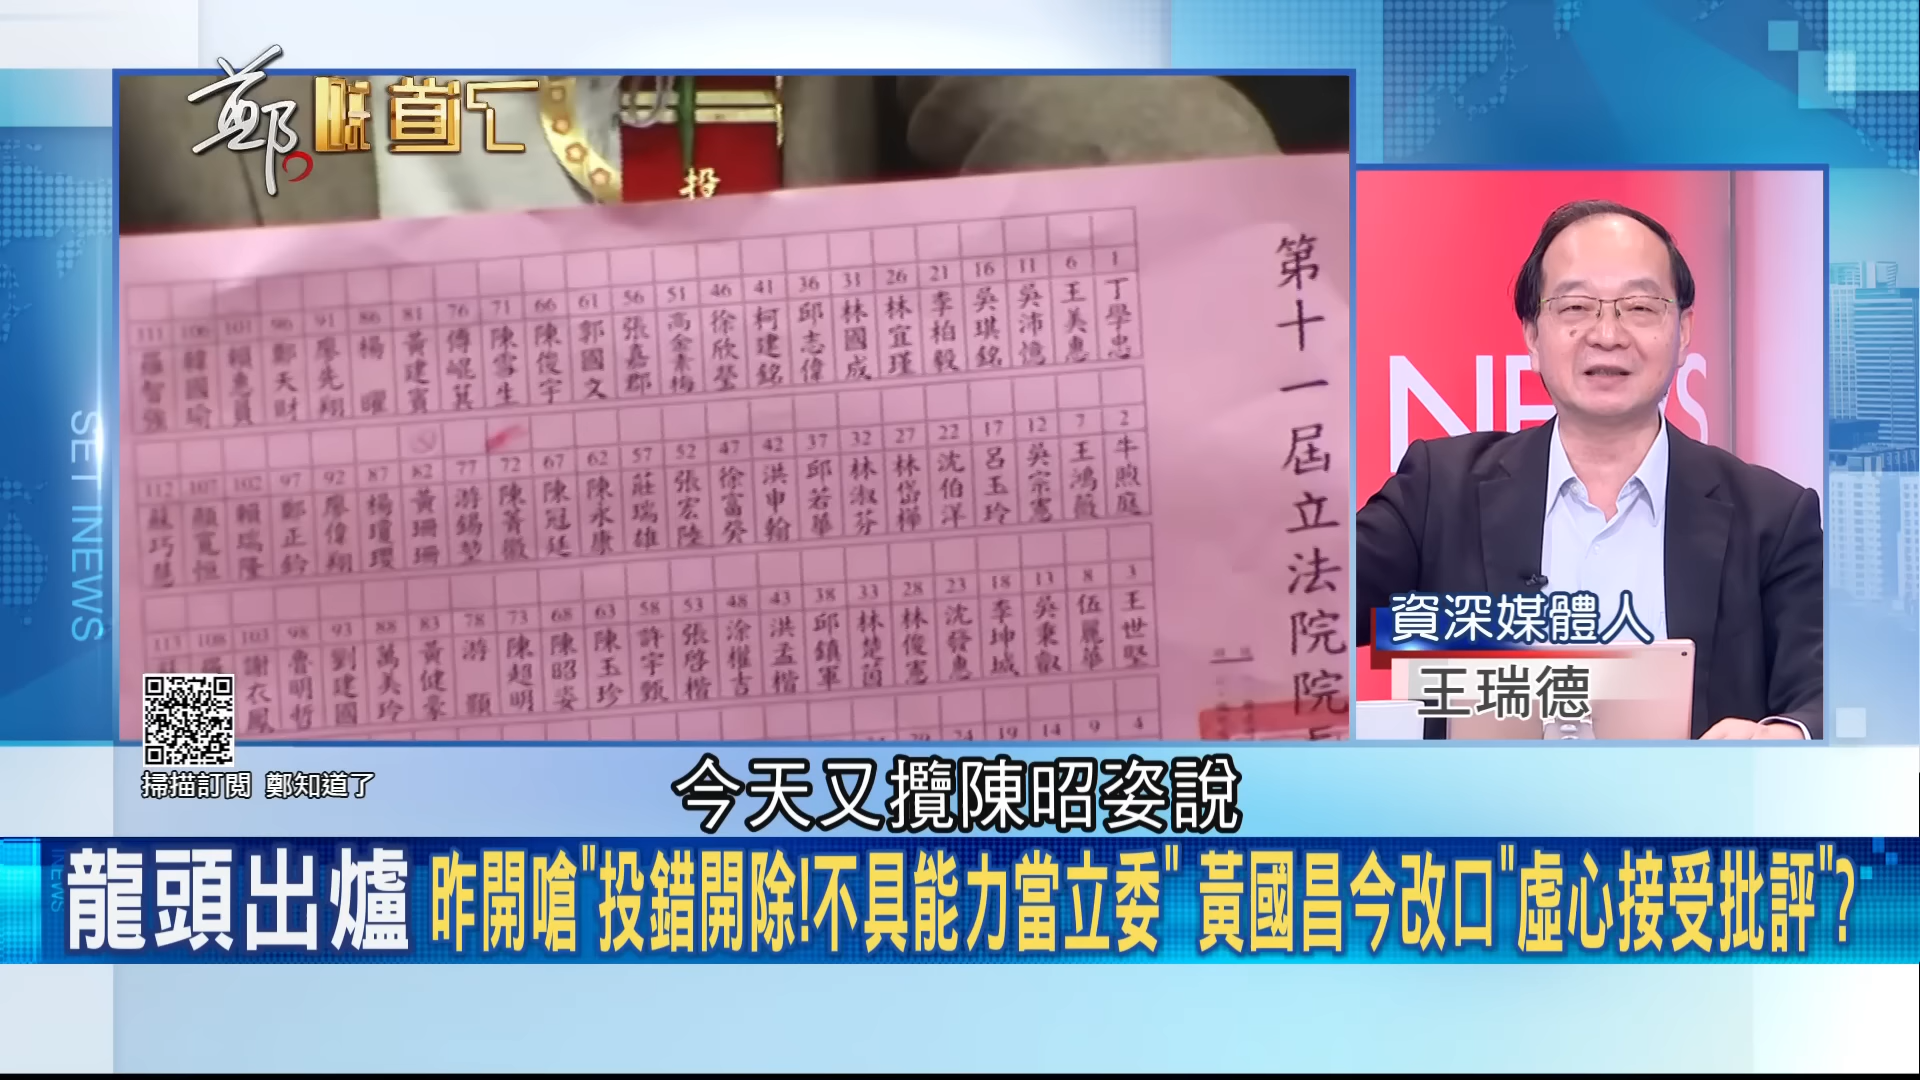 鄭
投
第十一屆立法院院長
1 6 11 16 21 26 31 36 41 46 51 56 61 66 71 76 81 86 91 96 101 106 111
丁學忠 王美惠 吳沛憶 吳琪銘 李柏毅 林宜瑾 林國成 邱志偉 柯建銘 徐欣瑩 高金素梅 張嘉郡 郭國文 陳俊宇 陳雪生 傅崐萁 黃建賓 楊曜 廖先翔 鄭天財 賴惠員 韓國瑜 羅智強
2 7 12 17 22 27 32 37 42 47 52 57 62 67 72 77 82 87 92 97 102 107 112
牛煦庭 王鴻薇 吳宗憲 呂玉玲 沈伯洋 林岱樺 林淑芬 邱若華 洪申翰 徐富癸 張宏陸 莊瑞雄 陳永康 陳冠廷 陳菁徽 游錫堃 黃珊珊 楊瓊瓔 廖偉翔 鄭正鈐 賴瑞隆 顏寬恒 蘇巧慧
3 8 13 18 23 28 33 38 43 48 53 58 63 68 73 78 83 88 93 98 103 108 113
王世堅 伍麗華 吳秉叡 李坤城 沈發惠 林俊憲 林楚茵 邱鎮軍 洪孟楷 涂權吉 張啓楷 許宇甄 陳玉珍 陳昭姿 陳超明 游顥 黃健豪 萬美玲 劉建國 魯明哲 謝衣鳳
4 9 14 19 24 29
NEWS
資深媒體人
王瑞德
SET iNEWS
掃描訂閱 鄭知道了
今天又攬陳昭姿說
龍頭出爐
昨開嗆"投錯開除!不具能力當立委" 黃國昌今改口"虛心接受批評"?